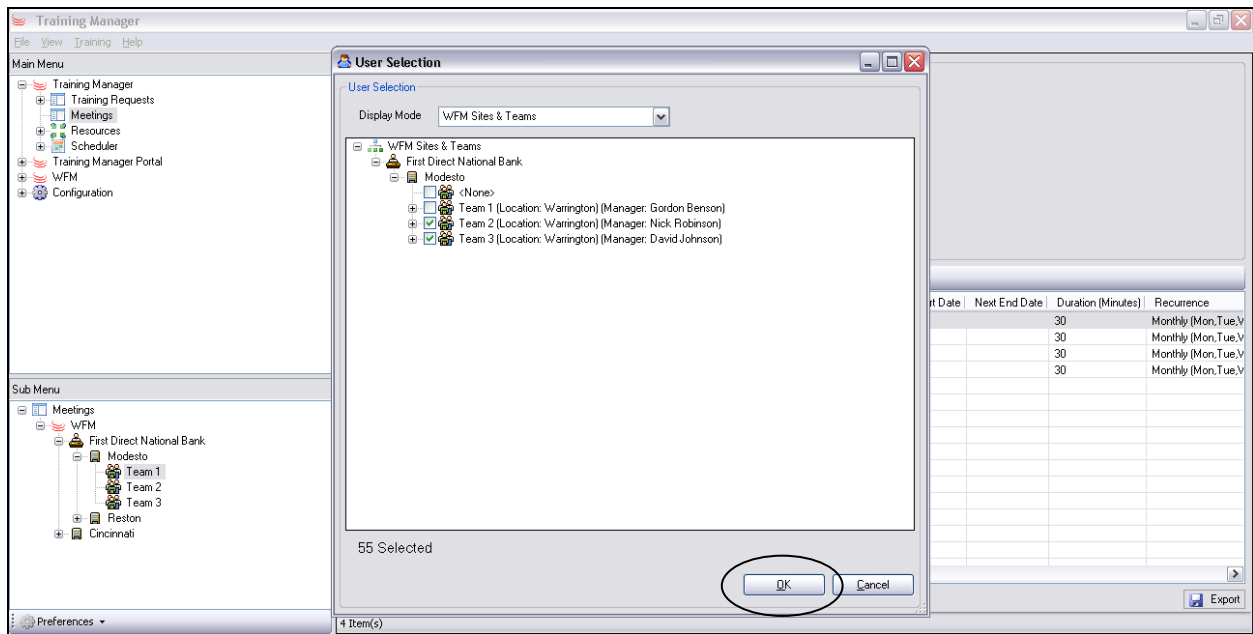 Training Manager
File View Training Help
Main Menu
Training Manager
Training Requests
Meetings
Resources
Scheduler
Training Manager Portal
WFM
Configuration
Sub Menu
Meetings
WFM
First Direct National Bank
Modesto
Team 1
Team 2
Team 3
Reston
Cincinnati
Preferences
User Selection
User Selection
Display Mode WFM Sites & Teams
WFM Sites & Teams
First Direct National Bank
Modesto
<None>
Team 1 (Location: Warrington) (Manager: Gordon Benson)
Team 2 (Location: Warrington) (Manager: Nick Robinson)
Team 3 (Location: Warrington) (Manager: David Johnson)
55 Selected
OK Cancel
Date Next End Date Duration (Minutes) Recurrence
30 Monthly (Mon,Tue,
30 Monthly (Mon,Tue,
30 Monthly (Mon,Tue,
30 Monthly (Mon,Tue,
Export
4 Item(s)